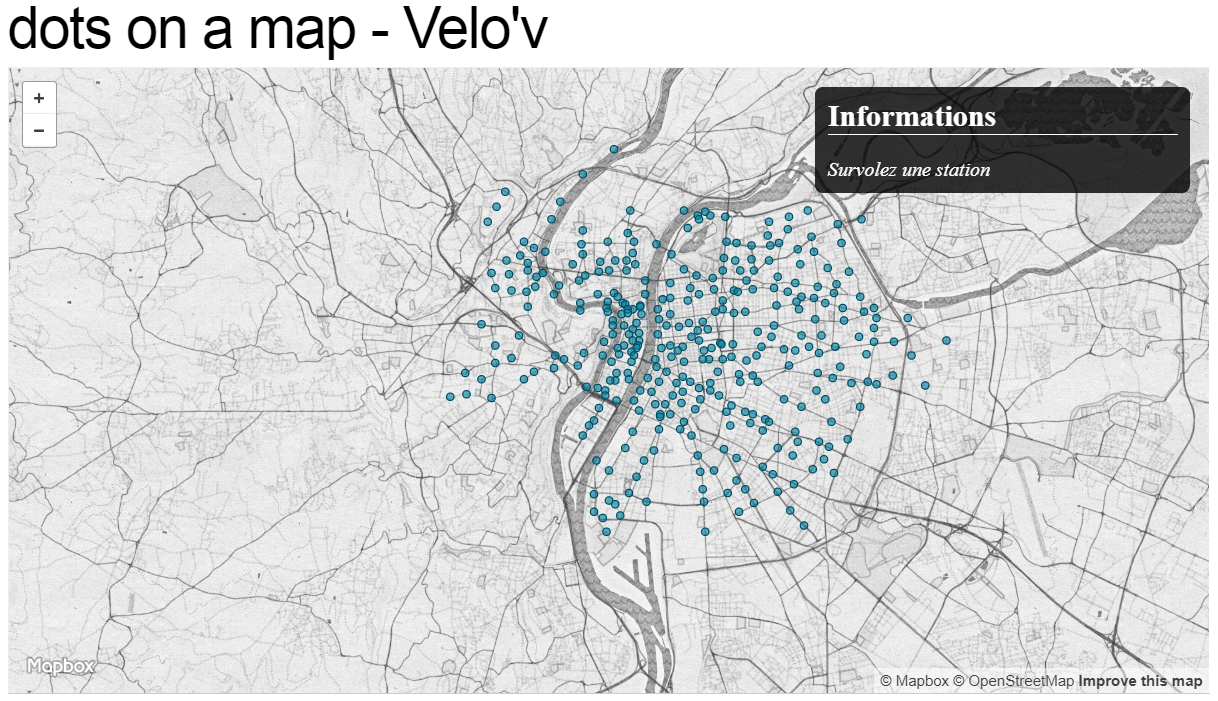 dots on a map - Velo'v
+
Informations
-
Survolez une station
Mapbox
© Mapbox © OpenStreetMap Improve this map